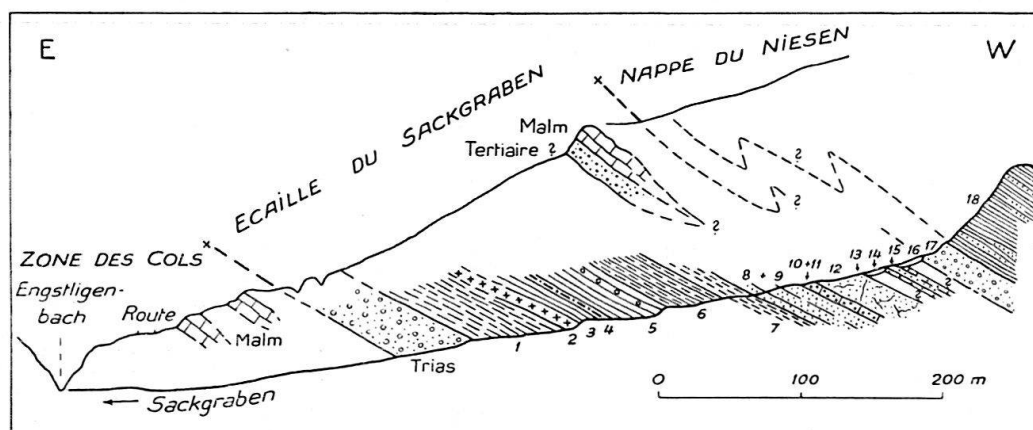 E
W
NAPPE DU NIESEN
ECAILLE DU SACKGRABEN
Malm
Tertiaire ?
?
?
?
18
ZONE DES COLS
Engstligen-
bach
Route
Malm
Trias
1
2
3
4
5
6
7
8 + 9
10+11
12
13
14
15
16
17
?
?
Sackgraben
0 100 200 m